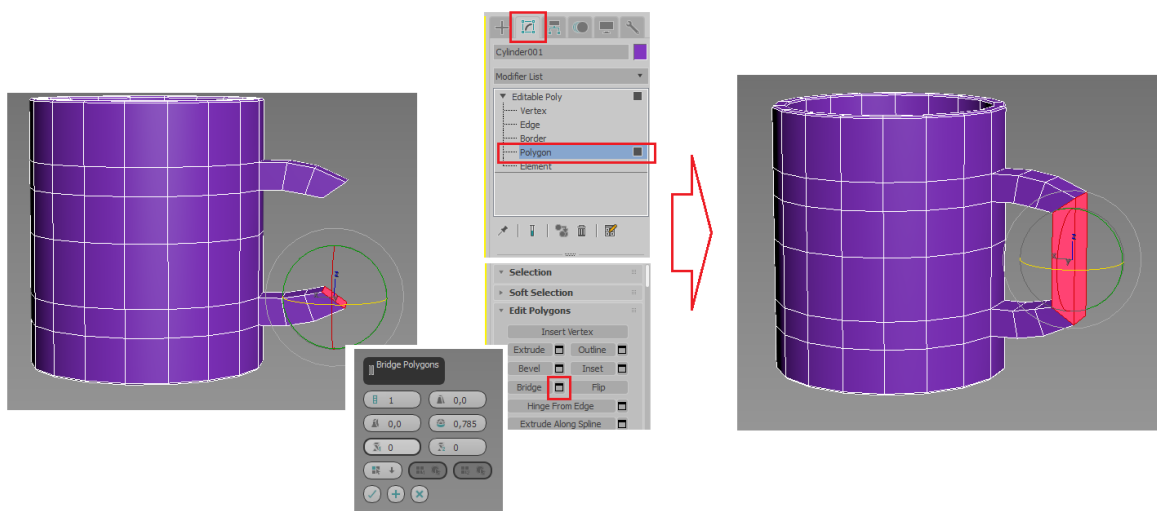 Cylinder001
Modifier List
Editable Poly
Vertex
Edge
Border
Polygon
Element
Selection
Soft Selection
Edit Polygons
Insert Vertex
Extrude Outline
Bevel Inset
Bridge Flip
Hinge From Edge
Extrude Along Spline
Bridge Polygons
1 0,0
0,0 0,785
0 0
z
z
y